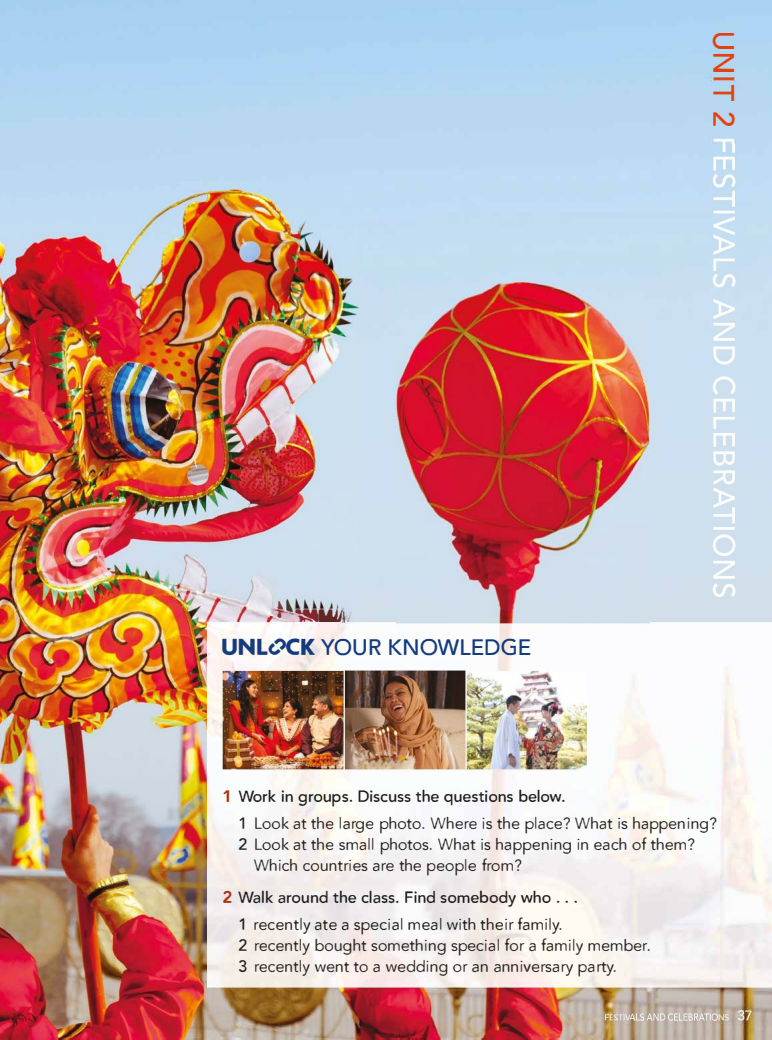 UNIT 2 FESTIVALS AND CELEBRATIONS
UNLOCK YOUR KNOWLEDGE
1 Work in groups. Discuss the questions below.
1 Look at the large photo. Where is the place? What is happening?
2 Look at the small photos. What is happening in each of them?
Which countries are the people from?
2 Walk around the class. Find somebody who . . .
1 recently ate a special meal with their family.
2 recently bought something special for a family member.
3 recently went to a wedding or an anniversary party.
FESTIVALS AND CELEBRATIONS 37